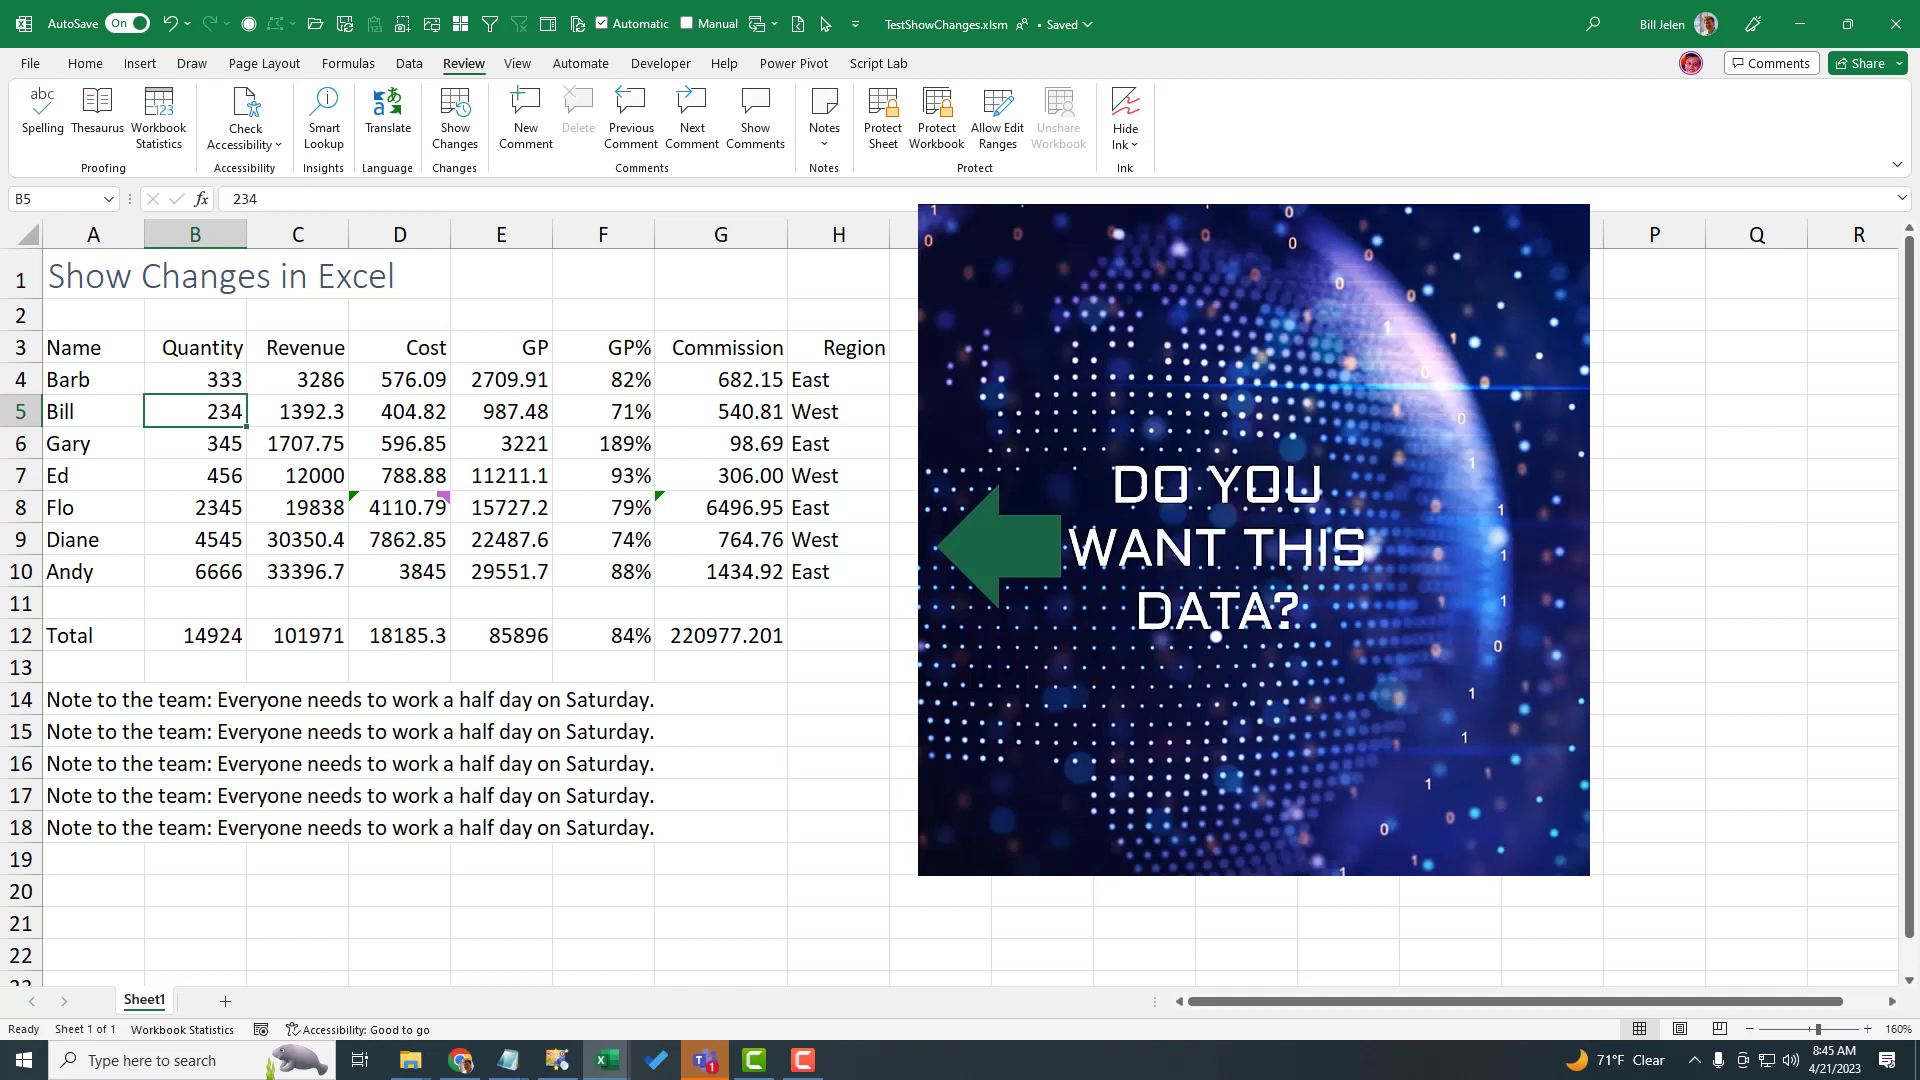 AutoSave On Automatic Manual TestShowChanges.xlsm • Saved Bill Jelen
File Home Insert Draw Page Layout Formulas Data Review View Automate Developer Help Power Pivot Script Lab Comments Share
abc
Spelling Thesaurus Workbook Statistics Check Accessibility Smart Lookup Translate Show Changes New Comment Delete Previous Comment Next Comment Show Comments Notes Protect Sheet Protect Workbook Allow Edit Ranges Unshare Workbook Hide Ink
Proofing Accessibility Insights Language Changes Comments Notes Protect Ink
B5 fx 234
A B C D E F G H P Q R
1 Show Changes in Excel
2
3 Name Quantity Revenue Cost GP GP% Commission Region
4 Barb 333 3286 576.09 2709.91 82% 682.15 East
5 Bill 234 1392.3 404.82 987.48 71% 540.81 West
6 Gary 345 1707.75 596.85 3221 189% 98.69 East
7 Ed 456 12000 788.88 11211.1 93% 306.00 West
8 Flo 2345 19838 4110.79 15727.2 79% 6496.95 East
9 Diane 4545 30350.4 7862.85 22487.6 74% 764.76 West
10 Andy 6666 33396.7 3845 29551.7 88% 1434.92 East
11
12 Total 14924 101971 18185.3 85896 84% 220977.201
13
14 Note to the team: Everyone needs to work a half day on Saturday.
15 Note to the team: Everyone needs to work a half day on Saturday.
16 Note to the team: Everyone needs to work a half day on Saturday.
17 Note to the team: Everyone needs to work a half day on Saturday.
18 Note to the team: Everyone needs to work a half day on Saturday.
19
20
21
22
DO YOU
WANT THIS
DATA?
Sheet1
Ready Sheet 1 of 1 Workbook Statistics Accessibility: Good to go 160%
Type here to search 1 71°F Clear 8:45 AM
4/21/2023